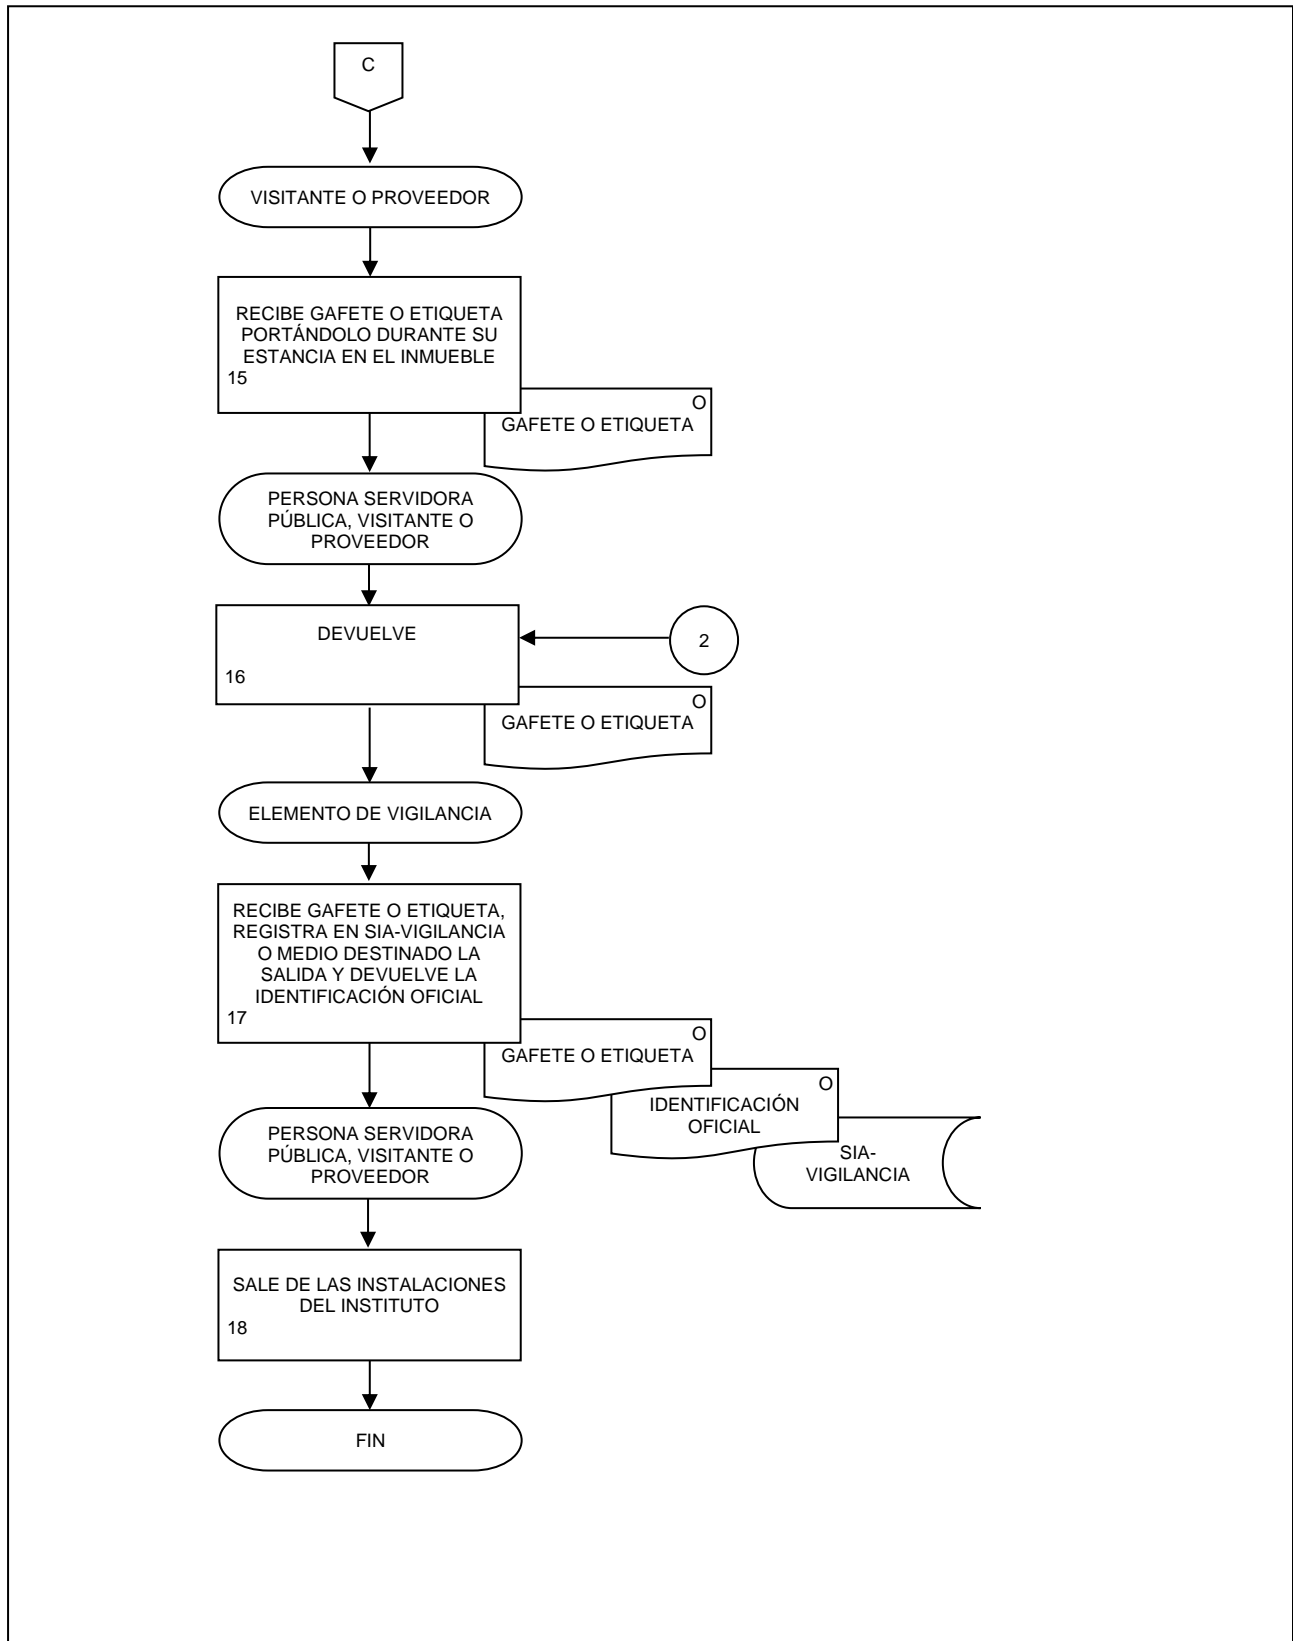 C
VISITANTE O PROVEEDOR
RECIBE GAFETE O ETIQUETA
PORTÁNDOLO DURANTE SU
ESTANCIA EN EL INMUEBLE
15
O
GAFETE O ETIQUETA
PERSONA SERVIDORA
PÚBLICA, VISITANTE O
PROVEEDOR
DEVUELVE
16
2
O
GAFETE O ETIQUETA
ELEMENTO DE VIGILANCIA
RECIBE GAFETE O ETIQUETA,
REGISTRA EN SIA-VIGILANCIA
O MEDIO DESTINADO LA
SALIDA Y DEVUELVE LA
IDENTIFICACIÓN OFICIAL
17
O
GAFETE O ETIQUETA
O
IDENTIFICACIÓN
OFICIAL
SIA-
VIGILANCIA
PERSONA SERVIDORA
PÚBLICA, VISITANTE O
PROVEEDOR
SALE DE LAS INSTALACIONES
DEL INSTITUTO
18
FIN